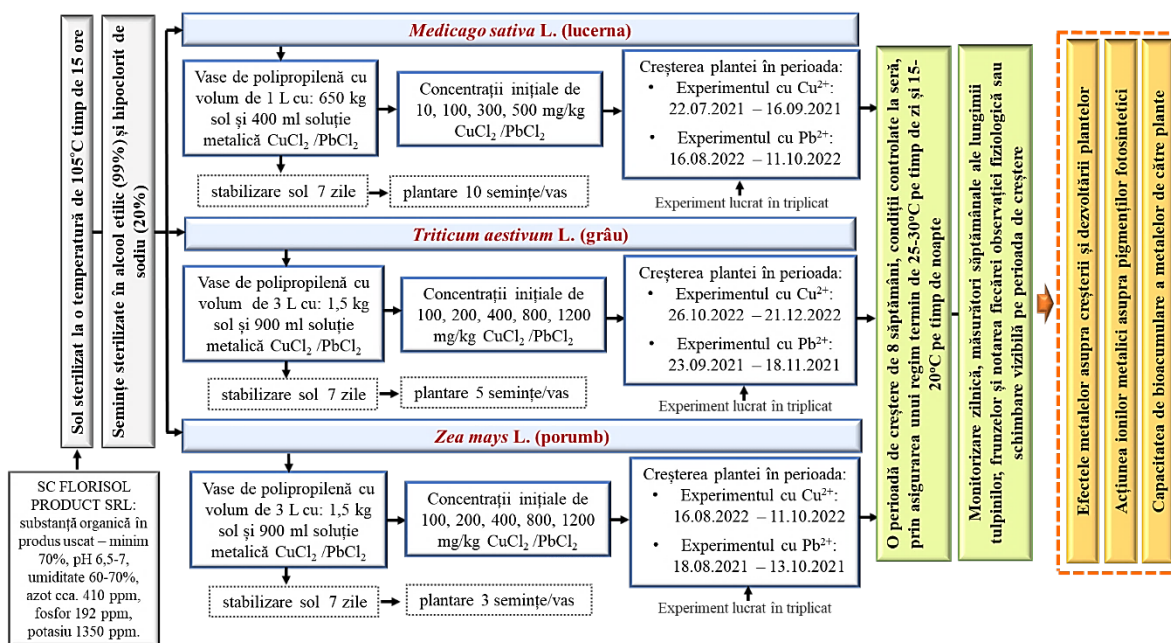 Sol sterilizat la o temperatură de 105°C timp de 15 ore
Semințe sterilizate în alcool etilic (99%) și hipoclorit de
sodiu (20%)
SC FLORISOL
PRODUCT SRL:
substanță organică în
produs uscat – minim
70%, pH 6,5-7,
umiditate 60-70%,
azot cca. 410 ppm,
fosfor 192 ppm,
potasiu 1350 ppm.
Medicago sativa L. (lucerna)
Vase de polipropilenă cu
volum de 1 L cu: 650 kg
sol și 400 ml soluție
metalică CuCl₂ /PbCl₂
Concentrații inițiale de
10, 100, 300, 500 mg/kg
CuCl₂ /PbCl₂
Creșterea plantei în perioada:
• Experimentul cu Cu²⁺:
22.07.2021 – 16.09.2021
• Experimentul cu Pb²⁺:
16.08.2022 – 11.10.2022
stabilizare sol 7 zile
plantare 10 semințe/vas
Experiment lucrat în triplicat
Triticum aestivum L. (grâu)
Vase de polipropilenă cu
volum de 3 L cu: 1,5 kg
sol și 900 ml soluție
metalică CuCl₂ /PbCl₂
Concentrații inițiale de
100, 200, 400, 800, 1200
mg/kg CuCl₂ /PbCl₂
Creșterea plantei în perioada:
• Experimentul cu Cu²⁺:
26.10.2022 – 21.12.2022
• Experimentul cu Pb²⁺:
23.09.2021 – 18.11.2021
stabilizare sol 7 zile
plantare 5 semințe/vas
Experiment lucrat în triplicat
Zea mays L. (porumb)
Vase de polipropilenă cu
volum de 3 L cu: 1,5 kg
sol și 900 ml soluție
metalică CuCl₂ /PbCl₂
Concentrații inițiale de
100, 200, 400, 800, 1200
mg/kg CuCl₂ /PbCl₂
Creșterea plantei în perioada:
• Experimentul cu Cu²⁺:
16.08.2022 – 11.10.2022
• Experimentul cu Pb²⁺:
18.08.2021 – 13.10.2021
stabilizare sol 7 zile
plantare 3 semințe/vas
Experiment lucrat în triplicat
O perioadă de creștere de 8 săptămâni, condiții controlate la seră,
prin asigurarea unui regim termin de 25-30°C pe timp de zi și 15-
20°C pe timp de noapte
Monitorizare zilnică, măsurători săptămânale ale lungimii
tulpinilor, frunzelor și notarea fiecărei observației fiziologică sau
schimbare vizibilă pe perioada de creștere
Efectele metalelor asupra creșterii și dezvoltării plantelor
Acțiunea ionilor metalici asupra pigmenților fotosintetici
Capacitatea de bioacumulare a metalelor de către plante